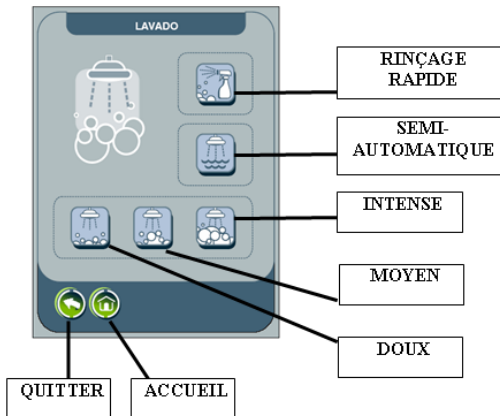 LAVADO
RINÇAGE
RAPIDE
SEMI-
AUTOMATIQUE
INTENSE
MOYEN
DOUX
QUITTER
ACCUEIL